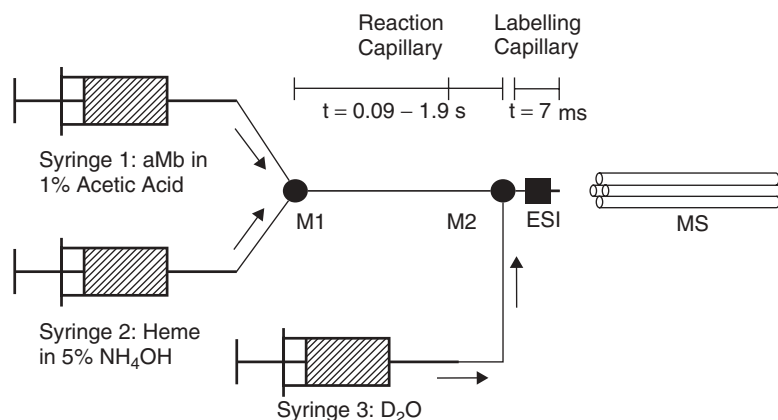 Reaction
Capillary
Labelling
Capillary
t = 0.09 – 1.9 s
t = 7 ms
Syringe 1: aMb in
1% Acetic Acid
M1
M2
ESI
MS
Syringe 2: Heme
in 5% NH₄OH
Syringe 3: D₂O